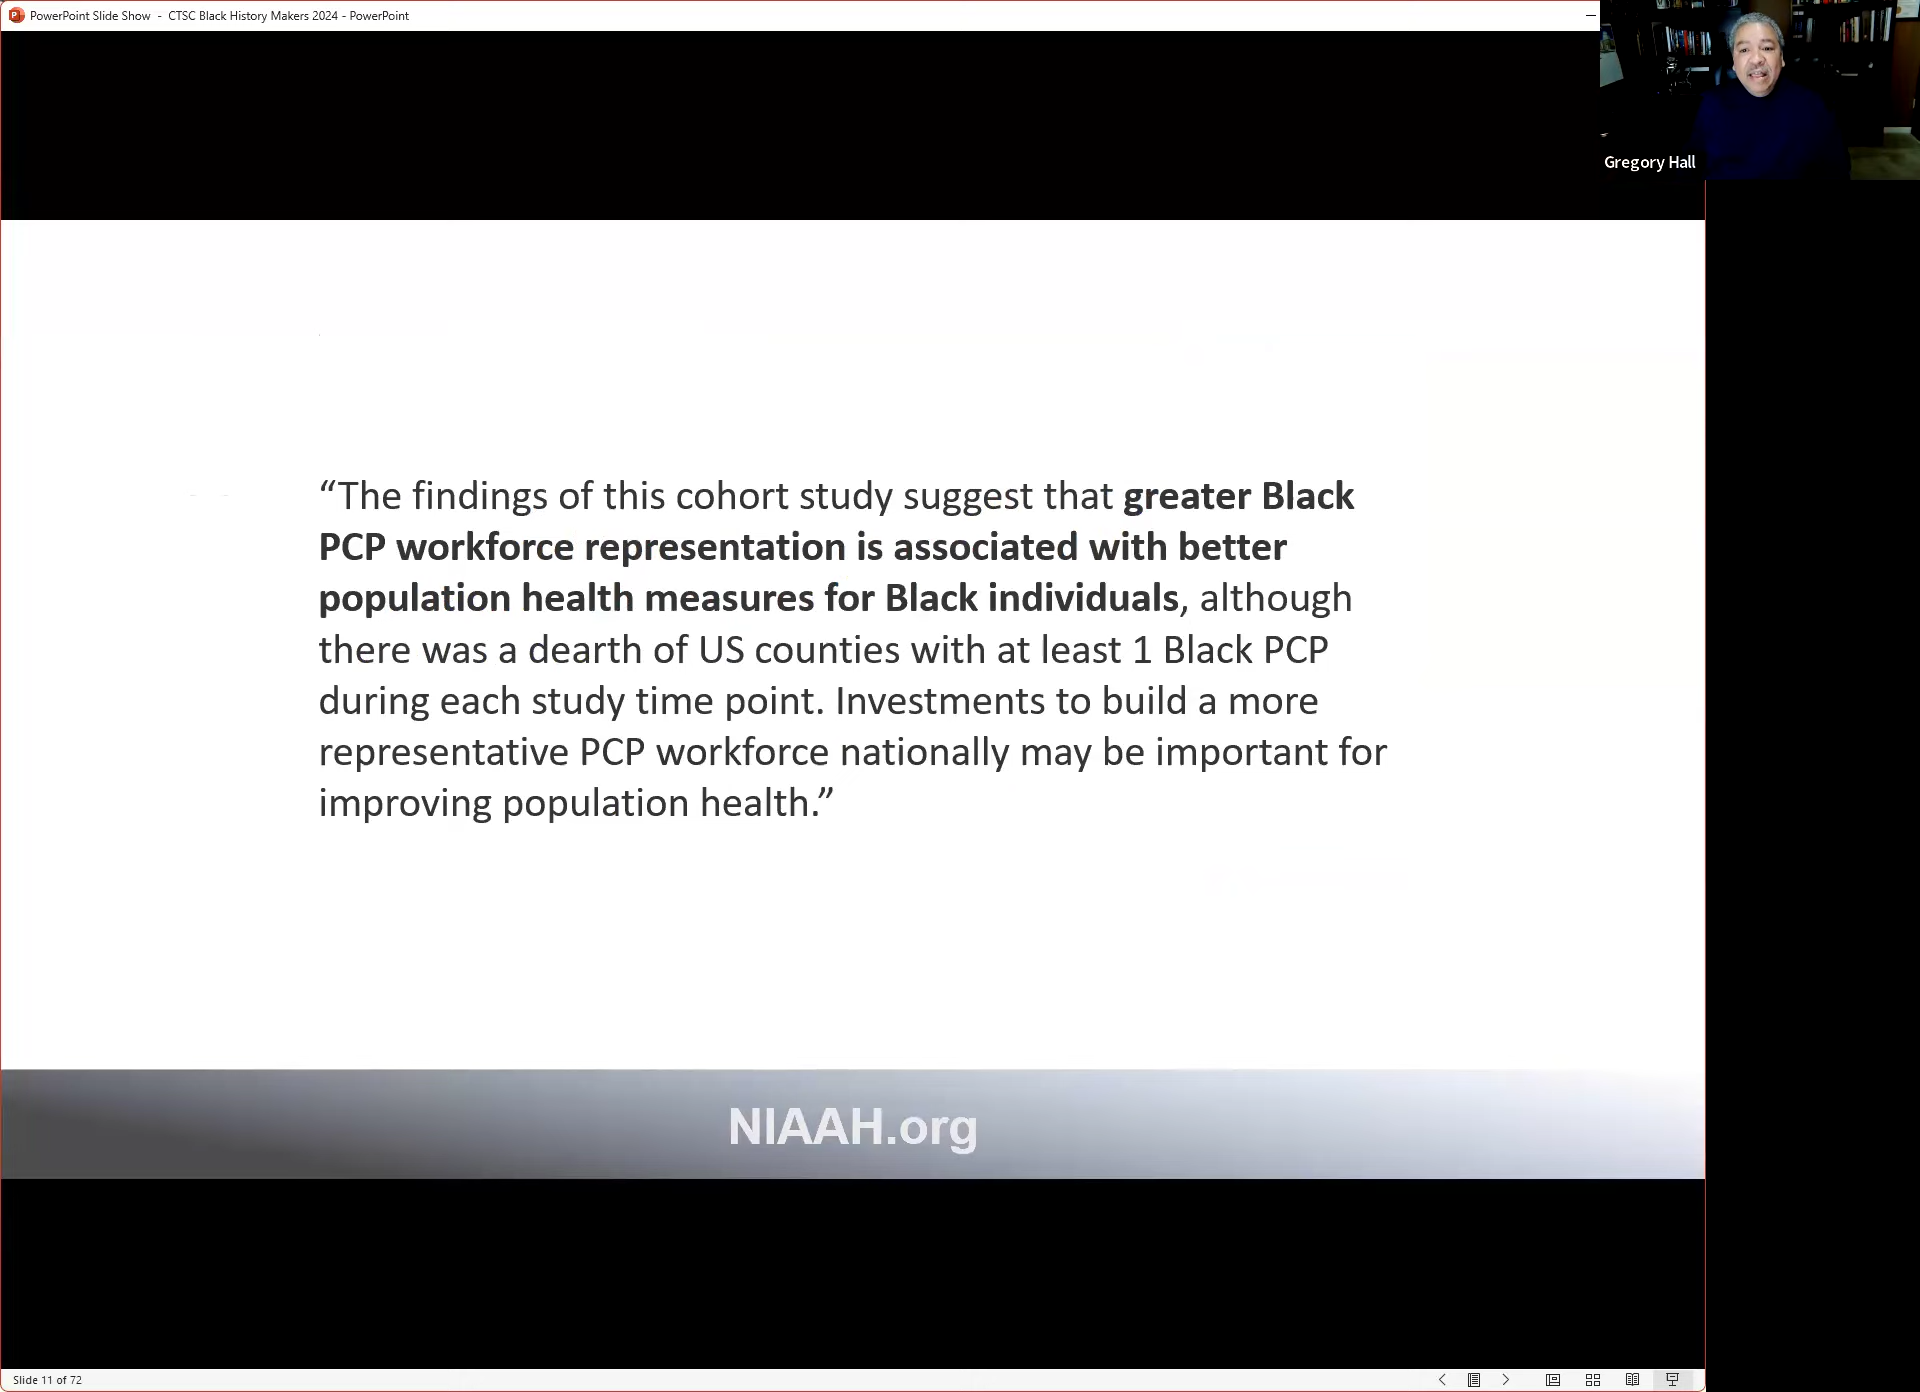 PowerPoint Slide Show - CTSC Black History Makers 2024 - PowerPoint
Gregory Hall
“The findings of this cohort study suggest that greater Black
PCP workforce representation is associated with better
population health measures for Black individuals, although
there was a dearth of US counties with at least 1 Black PCP
during each study time point. Investments to build a more
representative PCP workforce nationally may be important for
improving population health.”
NIAAH.org
Slide 11 of 72